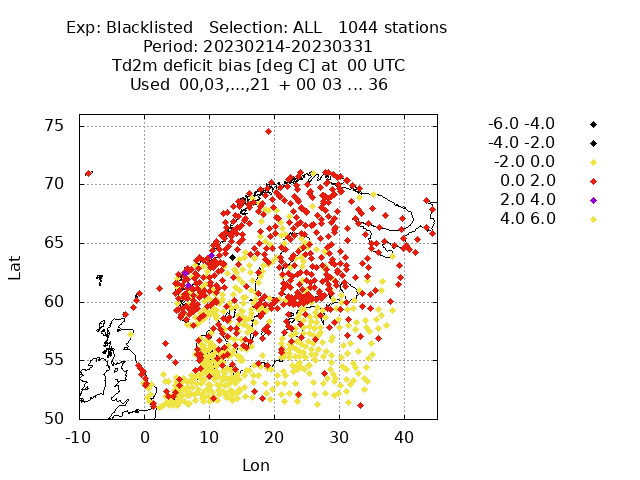 Exp: Blacklisted   Selection: ALL   1044 stations
Period: 20230214-20230331
Td2m deficit bias [deg C] at  00 UTC
Used  00,03,...,21  + 00 03 ... 36
-6.0 -4.0
-4.0 -2.0
-2.0 0.0
0.0 2.0
2.0 4.0
4.0 6.0
75
70
65
60
55
50
Lat
-10 0 10 20 30 40
Lon